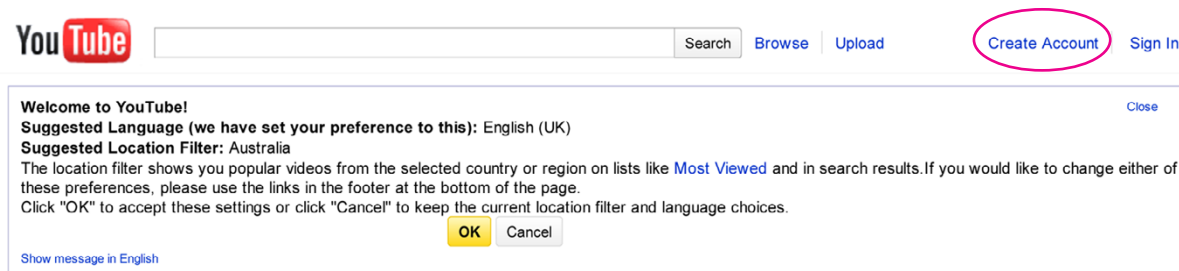 YouTube Search Browse Upload Create Account Sign In
Welcome to YouTube! Close
Suggested Language (we have set your preference to this): English (UK)
Suggested Location Filter: Australia
The location filter shows you popular videos from the selected country or region on lists like Most Viewed and in search results.If you would like to change either of
these preferences, please use the links in the footer at the bottom of the page.
Click "OK" to accept these settings or click "Cancel" to keep the current location filter and language choices.
OK Cancel
Show message in English